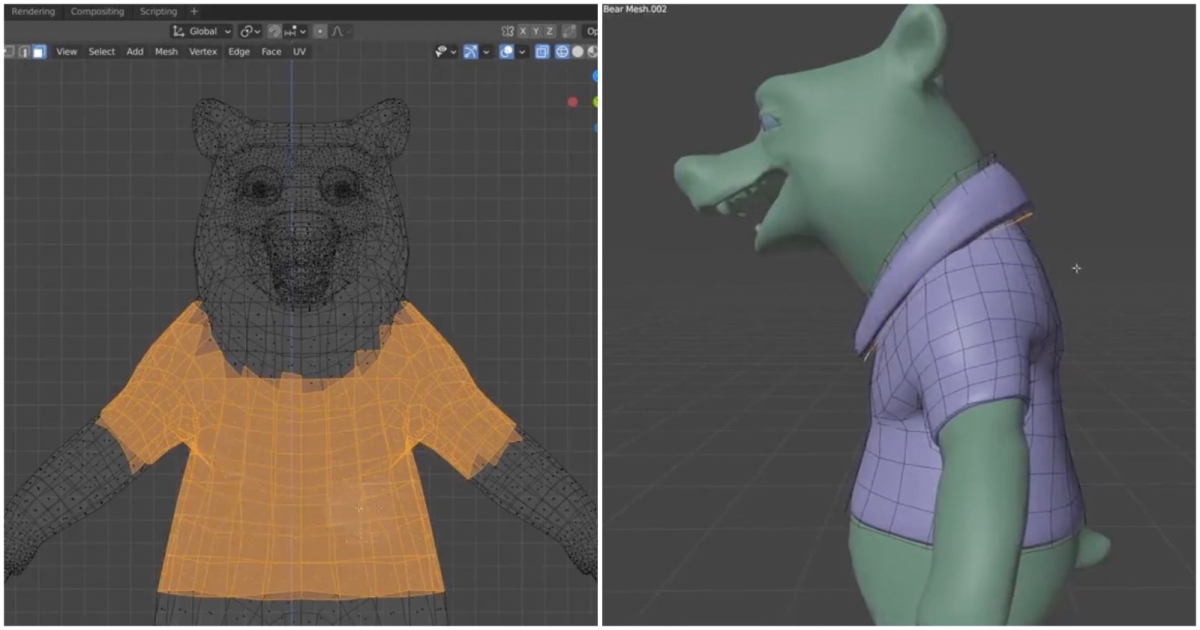 Rendering Compositing Scripting +
Global
X Y Z Op
View Select Add Mesh Vertex Edge Face UV
Bear Mesh.002